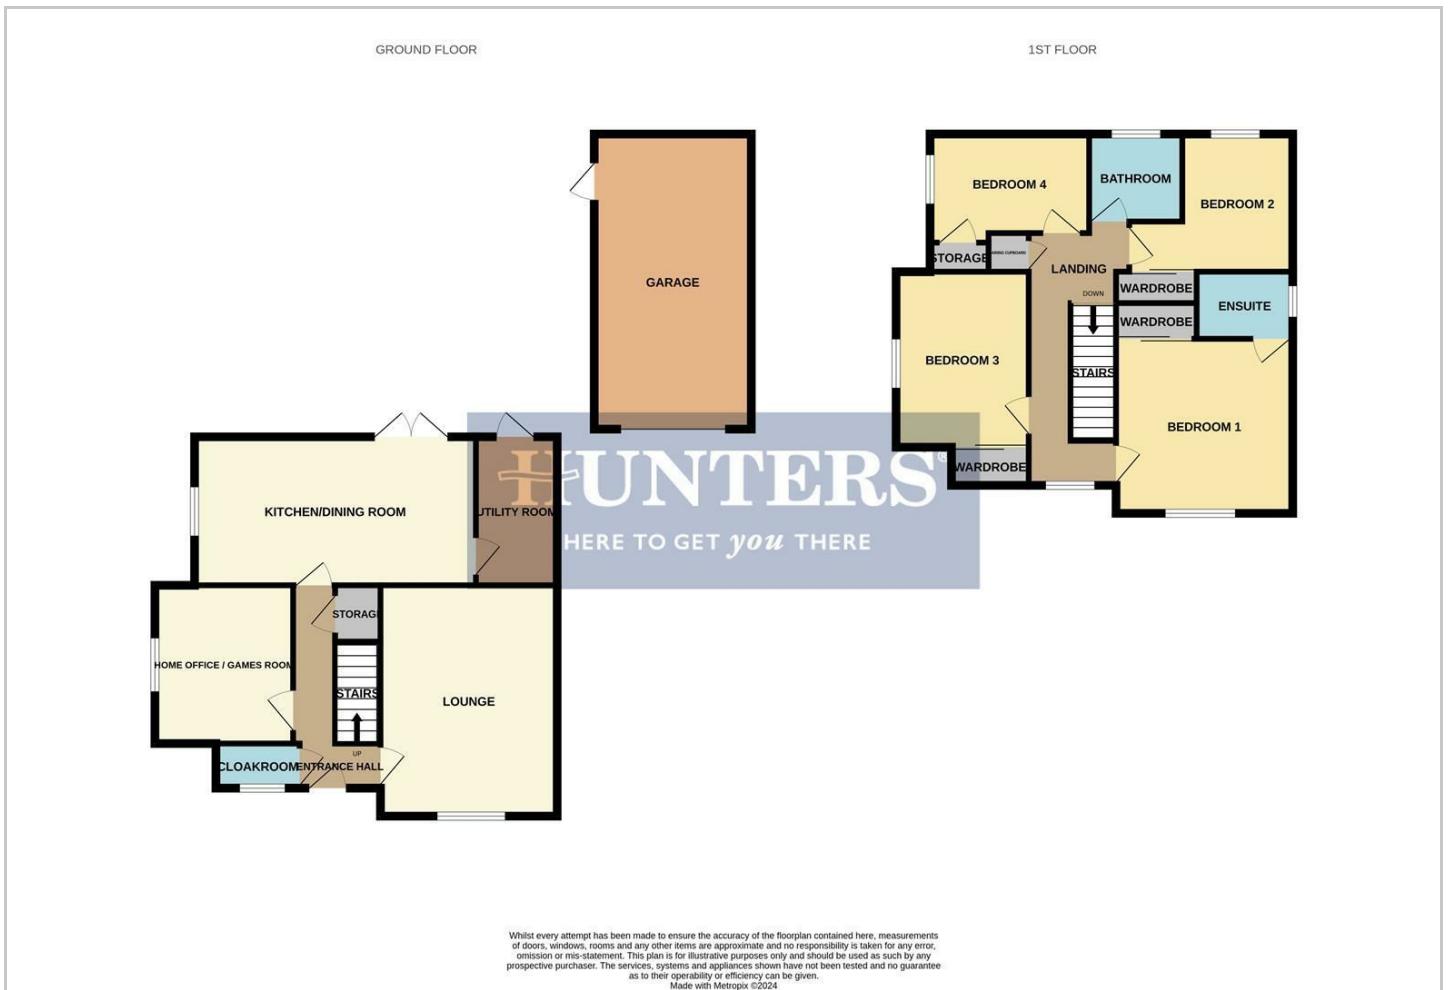 GROUND FLOOR
1ST FLOOR
GARAGE
KITCHEN/DINING ROOM
UTILITY ROOM
STORAGE
HOME OFFICE / GAMES ROOM
STAIRS
LOUNGE
UP
CLOAKROOM
ENTRANCE HALL
BEDROOM 4
BATHROOM
BEDROOM 2
STORAGE
AIRING CUPBOARD
LANDING
DOWN
WARDROBE
ENSUITE
WARDROBE
BEDROOM 3
STAIRS
BEDROOM 1
WARDROBE
HUNTERS®
HERE TO GET you THERE
Whilst every attempt has been made to ensure the accuracy of the floorplan contained here, measurements
of doors, windows, rooms and any other items are approximate and no responsibility is taken for any error,
omission or mis-statement. This plan is for illustrative purposes only and should be used as such by any
prospective purchaser. The services, systems and appliances shown have not been tested and no guarantee
as to their operability or efficiency can be given.
Made with Metropix ©2024